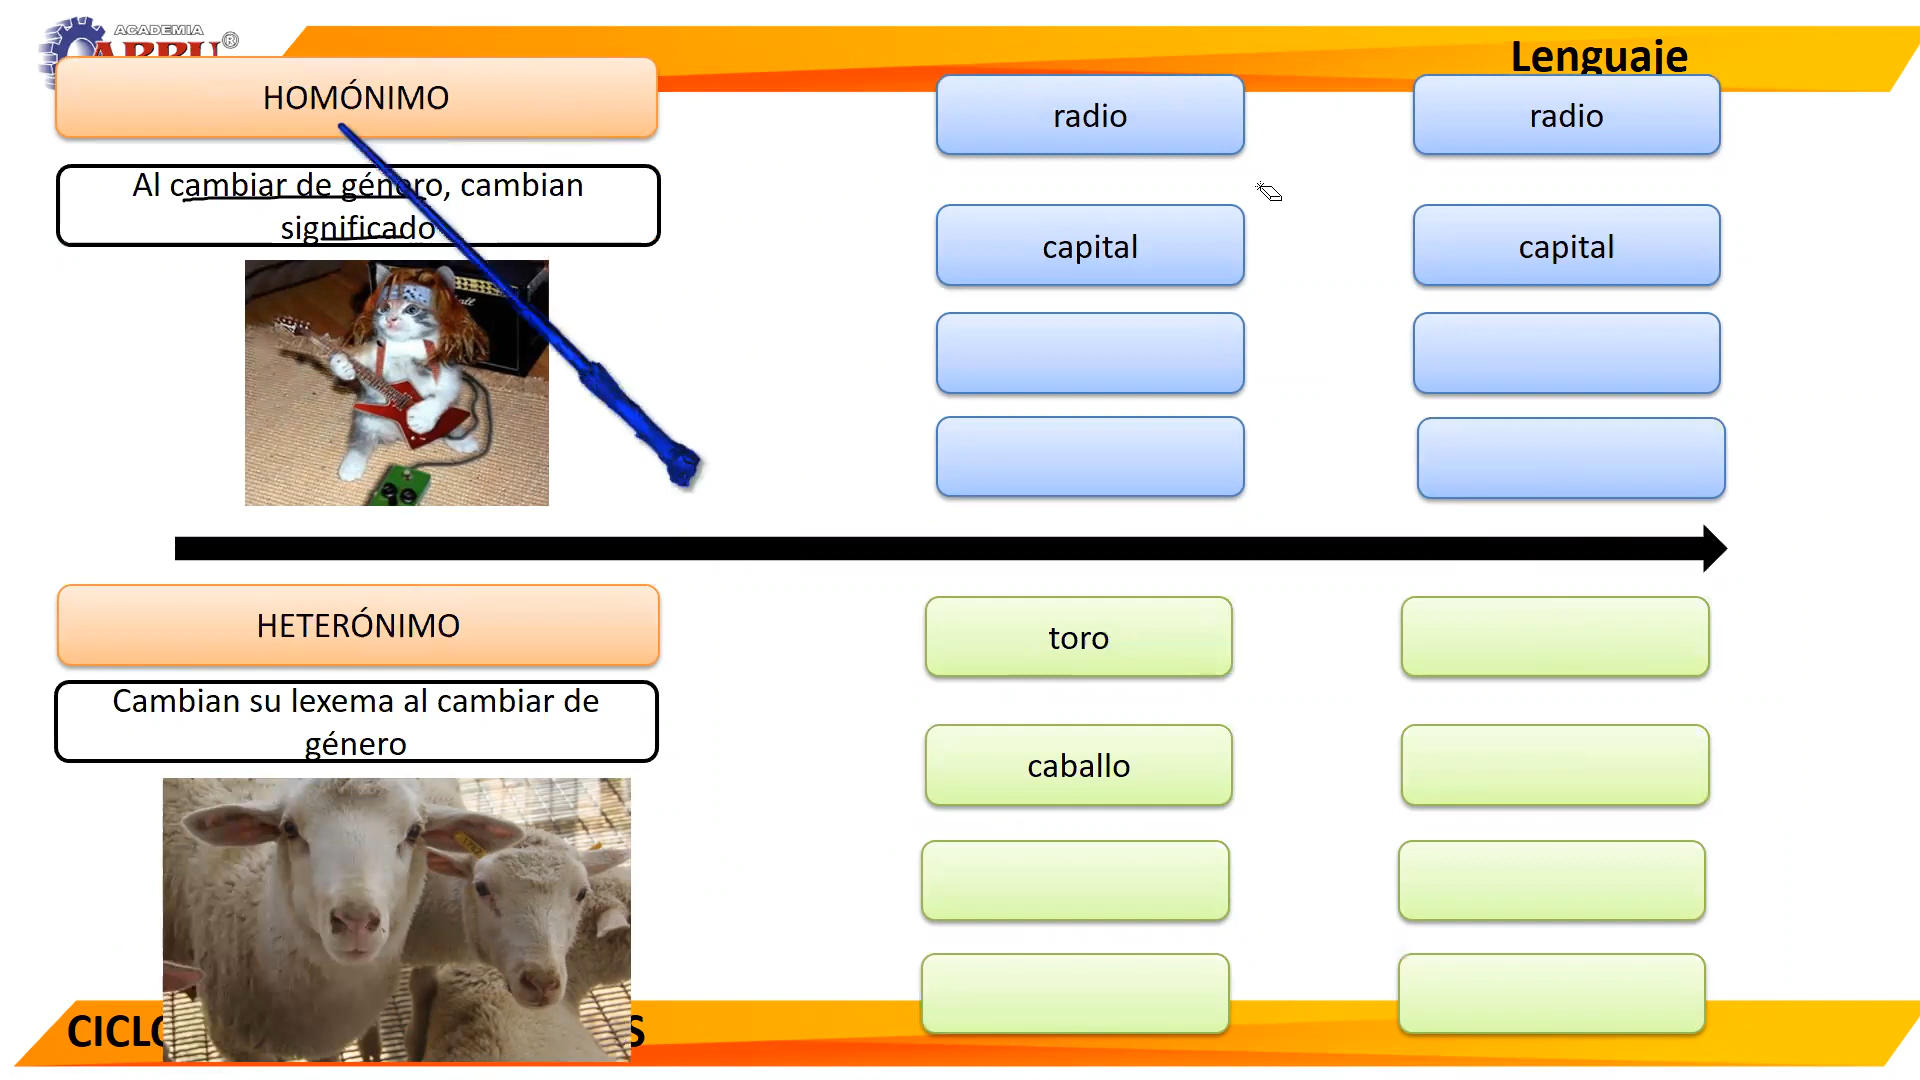 ACADEMIA
®
Lenguaje
HOMÓNIMO
radio
radio
Al cambiar de género, cambian
significado
capital
capital
HETERÓNIMO
toro
Cambian su lexema al cambiar de
género
caballo